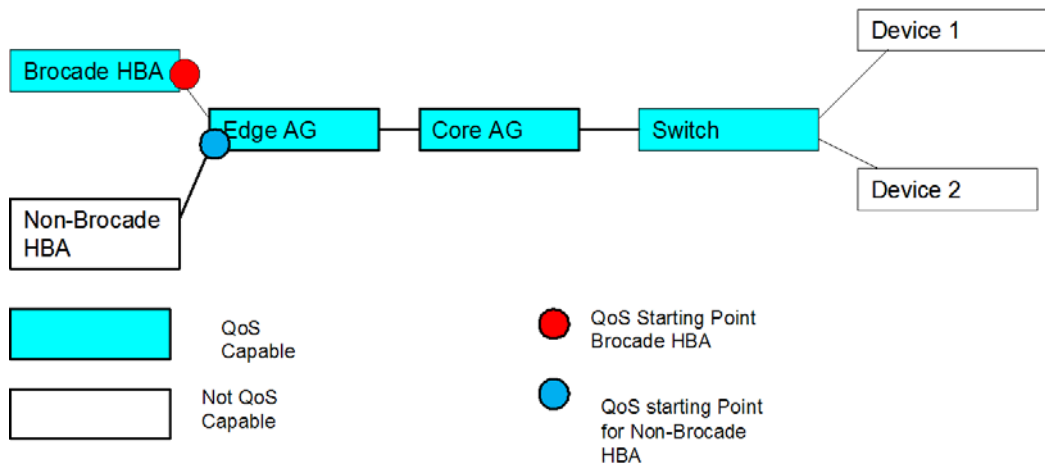 Device 1
Brocade HBA
Edge AG
Core AG
Switch
Device 2
Non-Brocade
HBA
QoS
Capable
QoS Starting Point
Brocade HBA
Not QoS
Capable
QoS starting Point
for Non-Brocade
HBA